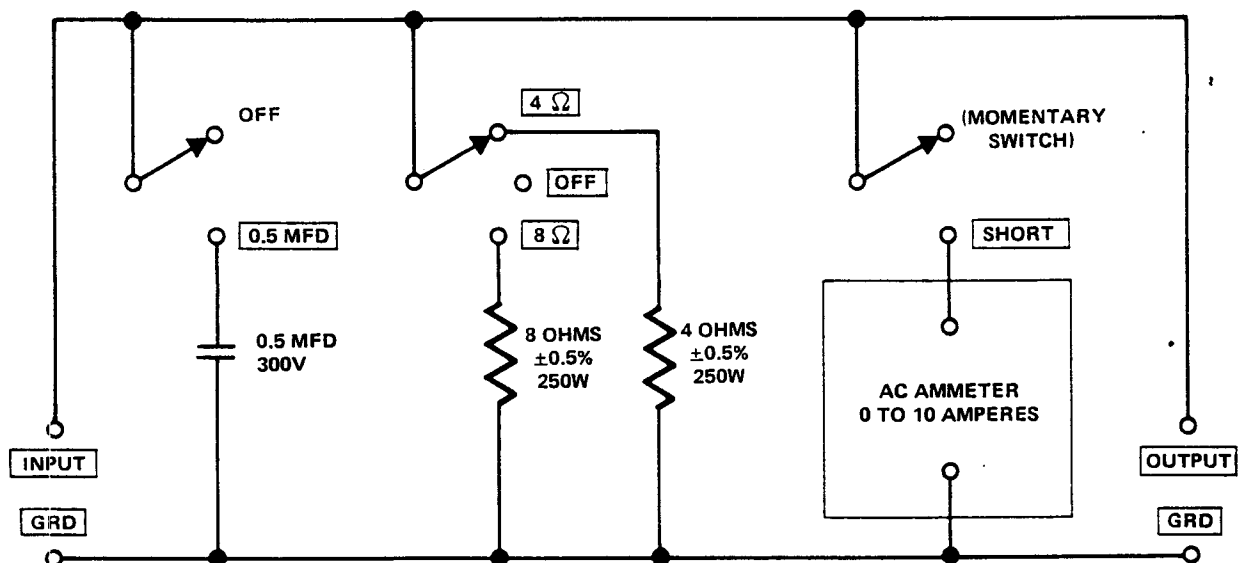 OFF
4 Ω
(MOMENTARY
SWITCH)
OFF
0.5 MFD
8 Ω
SHORT
0.5 MFD
300V
8 OHMS
±0.5%
250W
4 OHMS
±0.5%
250W
AC AMMETER
0 TO 10 AMPERES
INPUT
OUTPUT
GRD
GRD